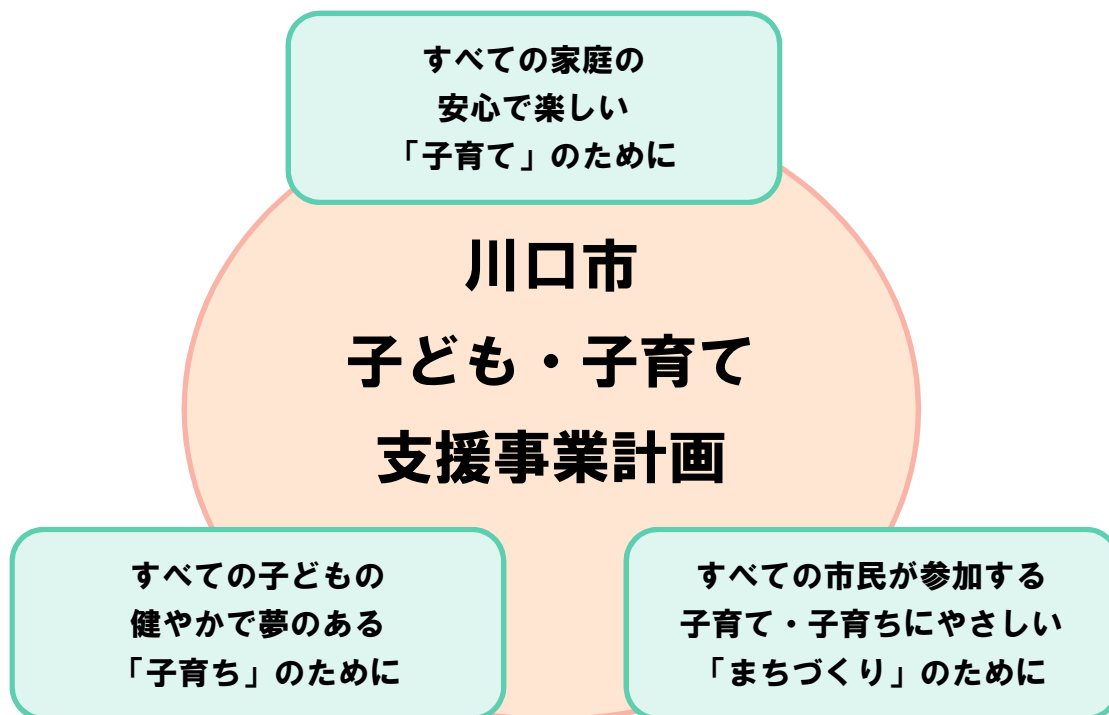 すべての家庭の
安心で楽しい
「子育て」のために
川口市
子ども・子育て
支援事業計画
すべての子どもの
健やかで夢のある
「子育ち」のために
すべての市民が参加する
子育て・子育ちにやさしい
「まちづくり」のために